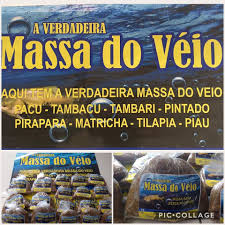 A VERDADEIRA
Massa do Véio
AQUI TEM A VERDADEIRA MASSA DO VEIO
PACU - TAMBACU - TAMBARI - PINTADO
PIRAPARA - MATRICHA - TILAPIA - PIAU
Massa do Véio
Massa do Véio
PIC•COLLAGE